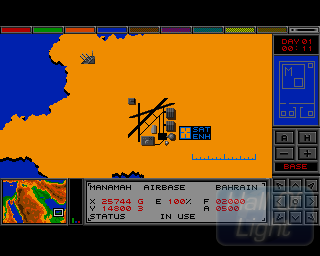 DAY 01
00:11
M
SAT
ENH
BASE
MANAMAH AIRBASE BAHRAIN
X 25744 G E 100% F 02000
Y 14800 3 A 0500
STATUS IN USE
Light